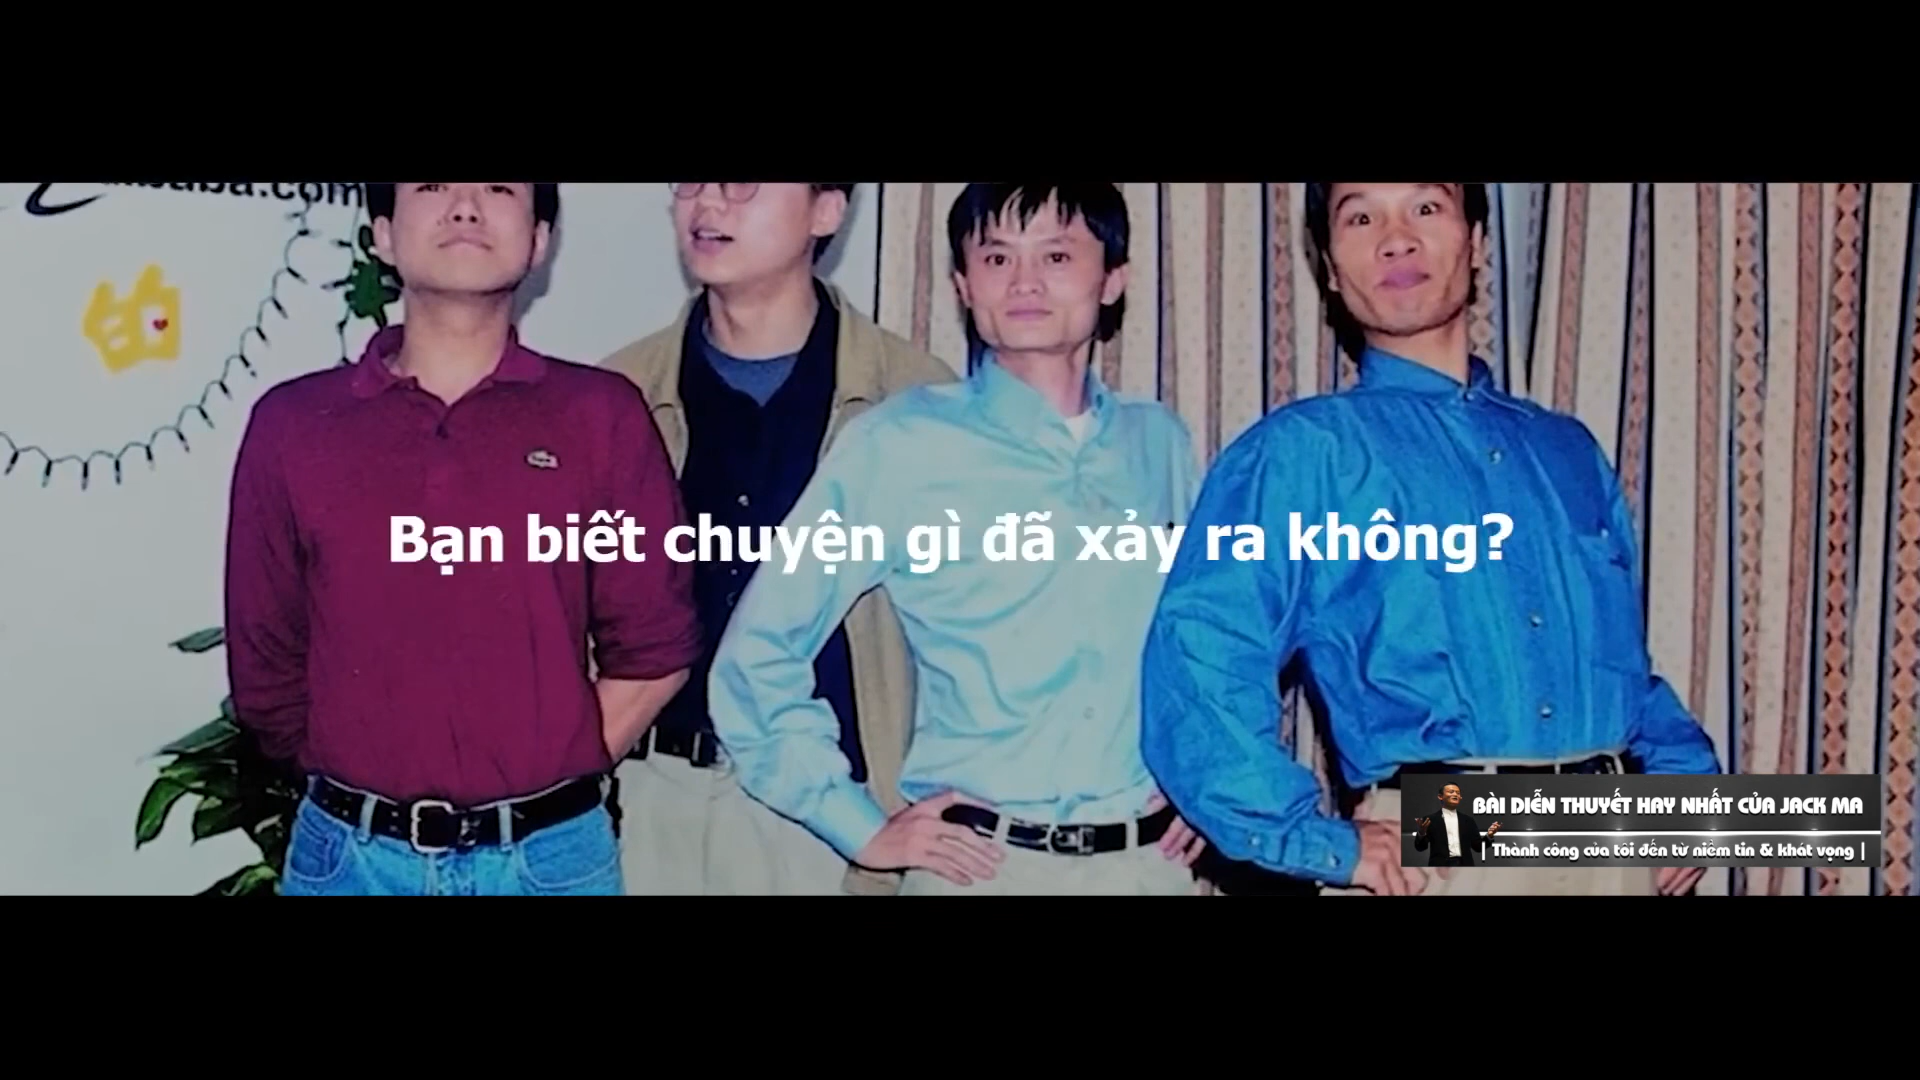 Bạn biết chuyện gì đã xảy ra không?
BÀI DIỄN THUYẾT HAY NHẤT CỦA JACK MA
| Thành công của tôi đến từ niềm tin & khát vọng |